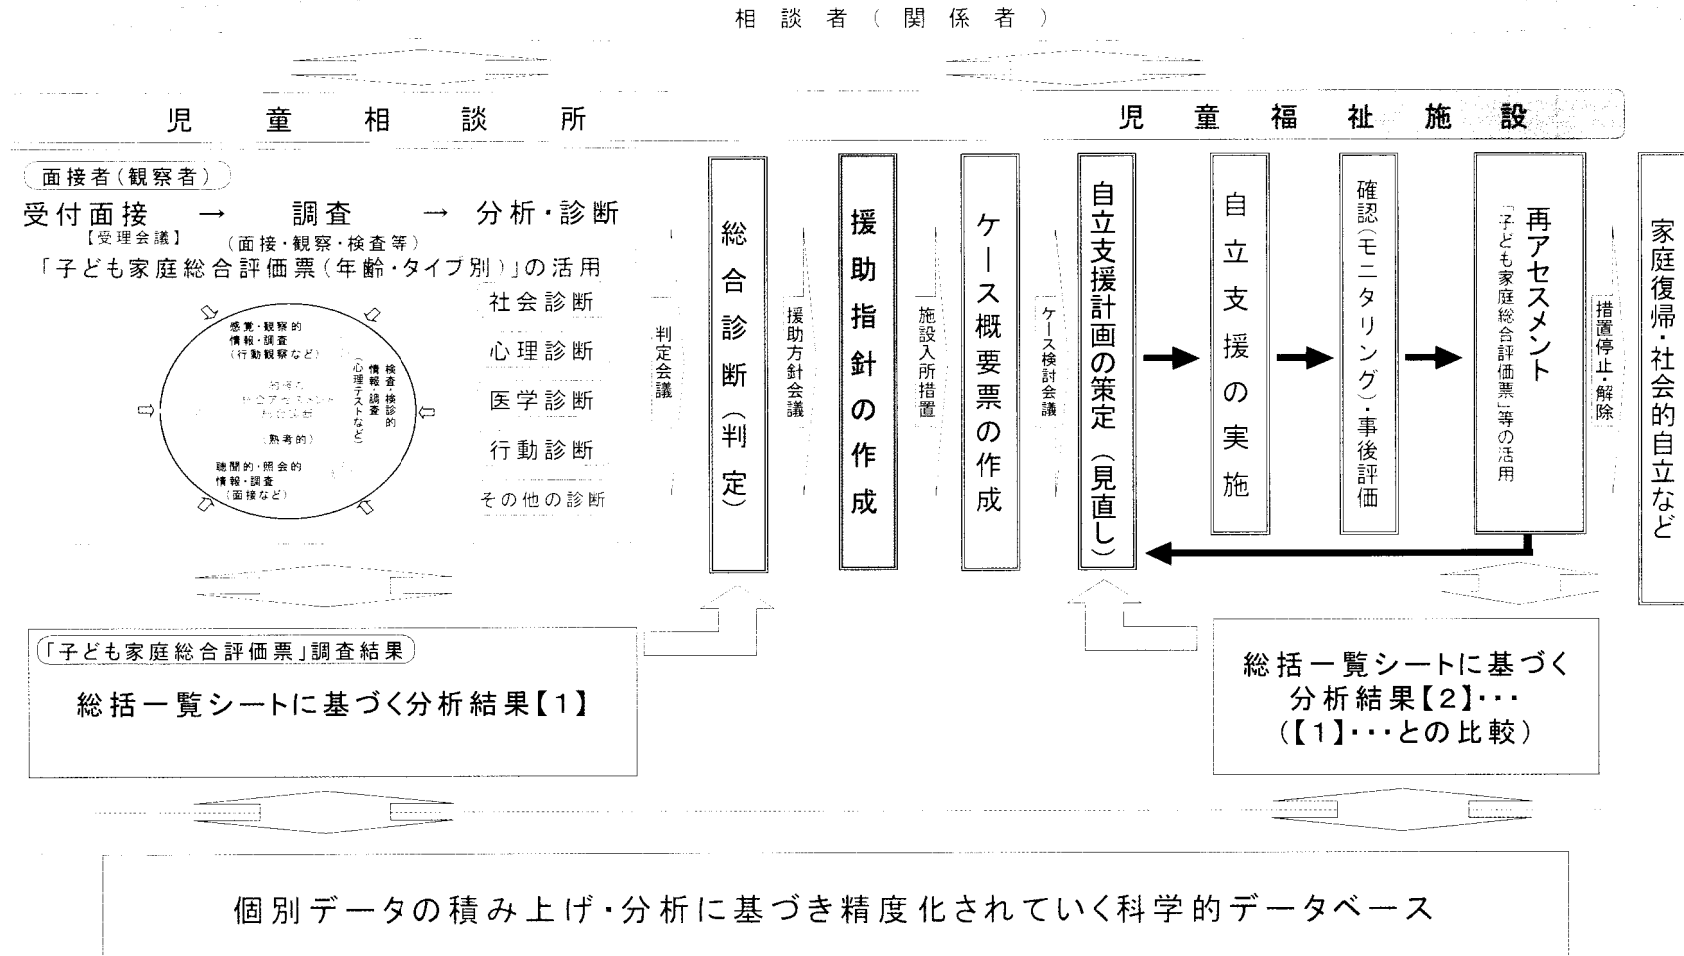 相談者(関係者)
児童相談所
児童福祉施設
面接者(観察者)
受付面接 → 調査 → 分析・診断
【受理会議】
(面接・観察・検査等)
「子ども家庭総合評価票(年齢・タイプ別)」の活用
感覚・観察的
情報・調査
(行動観察など)
検査・検診的
情報・調査
(心理テストなど)
(熟考的)
聴聞的・照会的
情報・調査
(面接など)
社会診断
心理診断
医学診断
行動診断
その他の診断
判定会議
総合診断(判定)
援助方針会議
援助指針の作成
施設入所措置
ケース概要票の作成
ケース検討会議
自立支援計画の策定(見直し)
自立支援の実施
確認(モニタリング)・事後評価
再アセスメント
「子ども家庭総合評価票」等の活用
措置停止・解除
家庭復帰・社会的自立など
「子ども家庭総合評価票」調査結果
総括一覧シートに基づく分析結果【1】
総括一覧シートに基づく
分析結果【2】・・・
(【1】・・・との比較)
個別データの積み上げ・分析に基づき精度化されていく科学的データベース